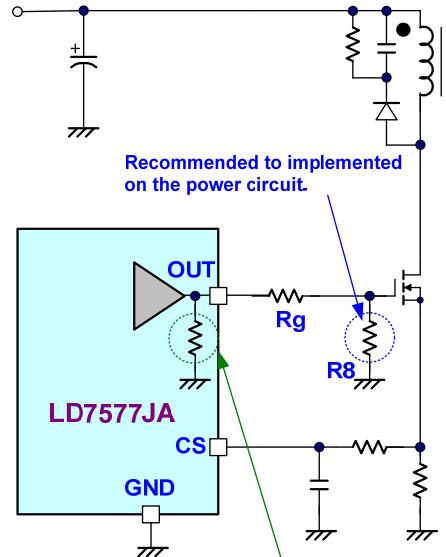 +
Recommended to implemented
on the power circuit.
OUT
Rg
R8
LD7577JA
CS
GND